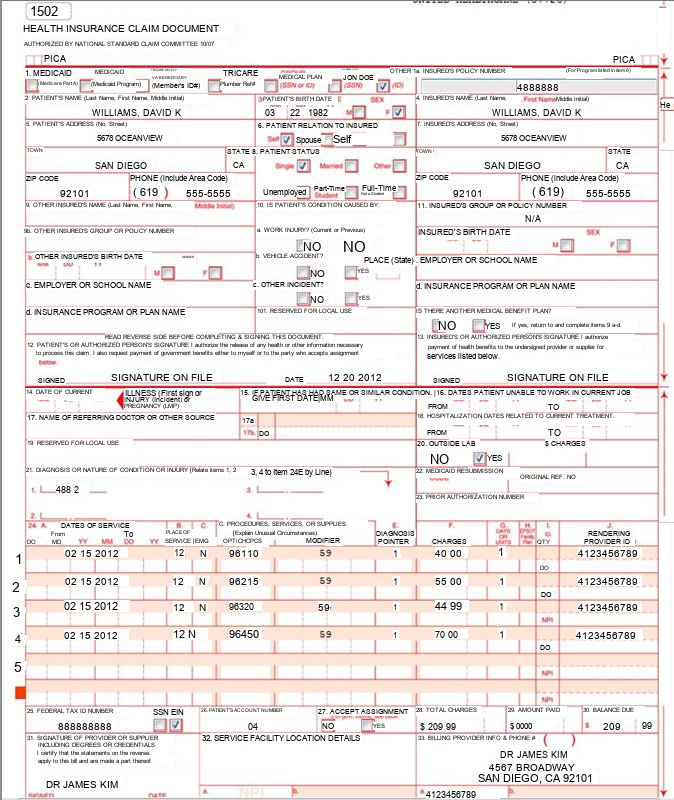 1502
HEALTH INSURANCE CLAIM DOCUMENT
AUTHORIZED BY NATIONAL STANDARD CLAIM COMMITTEE 10/07
PICA PICA
1. MEDICAID MEDICAID TRICARE MEDICAL PLAN JON DOE OTHER 1a. INSURED'S POLICY NUMBER (For Program listed in item 6)
(Medicare Part A) (Medicaid Program) (Member's ID#) Plumber Ref# (SSN or ID) (SSN) (ID) 4888888
2. PATIENT'S NAME (Last Name, First Name, Middle Initial) 3 PATIENT'S BIRTH DATE SEX 4. INSURED'S NAME (Last Name, First Name Middle Initial)
He
WILLIAMS, DAVID K 03 22 1982 M F WILLIAMS, DAVID K
5. PATIENT'S ADDRESS (No, Street) 6. PATIENT RELATION TO INSURED 7. INSURED'S ADDRESS (No, Street)
5678 OCEANVIEW Self Spouse Self 5678 OCEANVIEW
TOWN STATE 8. PATIENT STATUS TOWN STATE
SAN DIEGO CA Single Married Other SAN DIEGO CA
ZIP CODE PHONE (Include Area Code) ZIP CODE PHONE (Include Area Code)
92101 (619) 555-5555 Unemployed Part-Time Student Full-Time Not a Student 92101 (619) 555-5555
9. OTHER INSURED'S NAME (Last Name, First Name, Middle Initial) 10. IS PATIENT'S CONDITION CAUSED BY: 11. INSURED'S GROUP OR POLICY NUMBER
N/A
9b. OTHER INSURED'S GROUP OR POLICY NUMBER a. WORK INJURY? (Current or Previous) INSURED'S BIRTH DATE SEX
NO NO M F
b. OTHER INSURED'S BIRTH DATE b. VEHICLE ACCIDENT? PLACE (State) . EMPLOYER OR SCHOOL NAME
MM DD YY M F NO YES
c. EMPLOYER OR SCHOOL NAME c. OTHER INCIDENT? d. INSURANCE PROGRAM OR PLAN NAME
NO YES
d. INSURANCE PROGRAM OR PLAN NAME 101. RESERVED FOR LOCAL USE IS THERE ANOTHER MEDICAL BENEFIT PLAN?
NO YES If yes, return to and complete items 9 a-d.
READ REVERSE SIDE BEFORE COMPLETING & SIGNING THIS DOCUMENT.
12. PATIENT'S OR AUTHORIZED PERSON'S SIGNATURE I authorize the release of any health or other information necessary
to process this claim. I also request payment of government benefits either to myself or to the party who accepts assignment
below.
13. INSURED'S OR AUTHORIZED PERSON'S SIGNATURE I authorize
payment of health benefits to the undersigned provider or supplier for
services listed below.
SIGNED SIGNATURE ON FILE DATE 12 20 2012 SIGNED SIGNATURE ON FILE
14. DATE OF CURRENT ILLNESS (First sign or INJURY (Incident) or PREGNANCY (LMP) 15. IF PATIENT HAS HAD SAME OR SIMILAR CONDITION. |16. DATES PATIENT UNABLE TO WORK IN CURRENT JOB
GIVE FIRST DATE|MM FROM TO
17. NAME OF REFERRING DOCTOR OR OTHER SOURCE 17a 18. HOSPITALIZATION DATES RELATED TO CURRENT TREATMENT.
17b. DO FROM TO
19. RESERVED FOR LOCAL USE 20. OUTSIDE LAB $ CHARGES
NO YES
21. DIAGNOSIS OR NATURE OF CONDITION OR INJURY [Relate items 1, 2 3, 4 to Item 24E by Line) 22. MEDICAID RESUBMISSION CODE ORIGINAL REF. NO
1. 488 2 3.
23. PRIOR AUTHORIZATION NUMBER
2. 4.
24. A. DATES OF SERVICE B. C. C. PROCEDURES, SERVICES, OR SUPPLIES E. F. G. H. I. J.
From To PLACE OF (Explain Unusual Circumstances) DIAGNOSIS DAYS OR UNITS EPSDT Family Plan ID. RENDERING
DO MD YY MM DD YY SERVICE EMG OPTICHCPCS MODIFIER POINTER CHARGES QTY PROVIDER ID
1 02 15 2012 12 N 96110 59 1 40 00 1 4123456789
DO
2 02 15 2012 12 N 96215 59 1 55 00 1 4123456789
DO
3 02 15 2012 12 N 96320 59 1 44 99 1 4123456789
NPI
4 02 15 2012 12 N 96450 59 1 70 00 1 4123456789
DO
5
NPI
NPI
25. FEDERAL TAX ID NUMBER SSN EIN 26. PATIENT'S ACCOUNT NUMBER 27. ACCEPT ASSIGNMENT 28. TOTAL CHARGES 29. AMOUNT PAID 30. BALANCE DUE
888888888 04 NO YES $ 209 99 $ 0000 $ 209 99
31. SIGNATURE OF PROVIDER OR SUPPLIER
INCLUDING DEGREES OR CREDENTIALS
I certify that the statements on the reverse.
apply to this bill and are made a part thereof.
32. SERVICE FACILITY LOCATION DETAILS
33. BILLING PROVIDER INFO & PHONE # ( )
DR JAMES KIM
4567 BROADWAY
SAN DIEGO, CA 92101
DR JAMES KIM
SIGNED DATE a. NPI b. a. 4123456789 b.